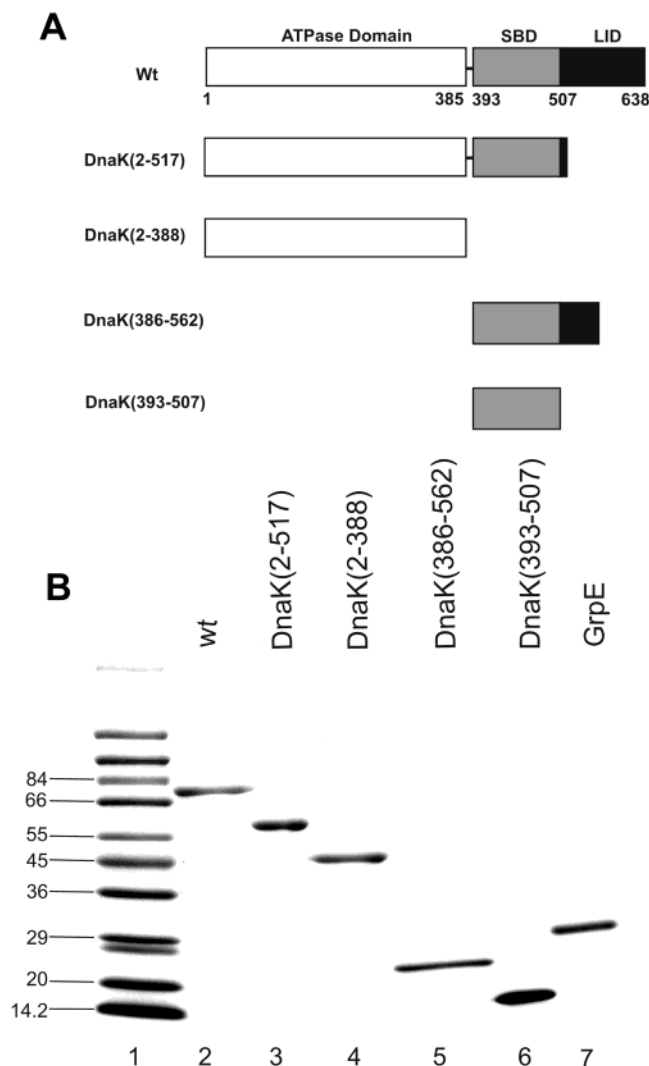 A
ATPase Domain SBD LID
Wt
1 385 393 507 638
DnaK(2-517)
DnaK(2-388)
DnaK(386-562)
DnaK(393-507)
B
wt
DnaK(2-517)
DnaK(2-388)
DnaK(386-562)
DnaK(393-507)
GrpE
84
66
55
45
36
29
20
14.2
1 2 3 4 5 6 7